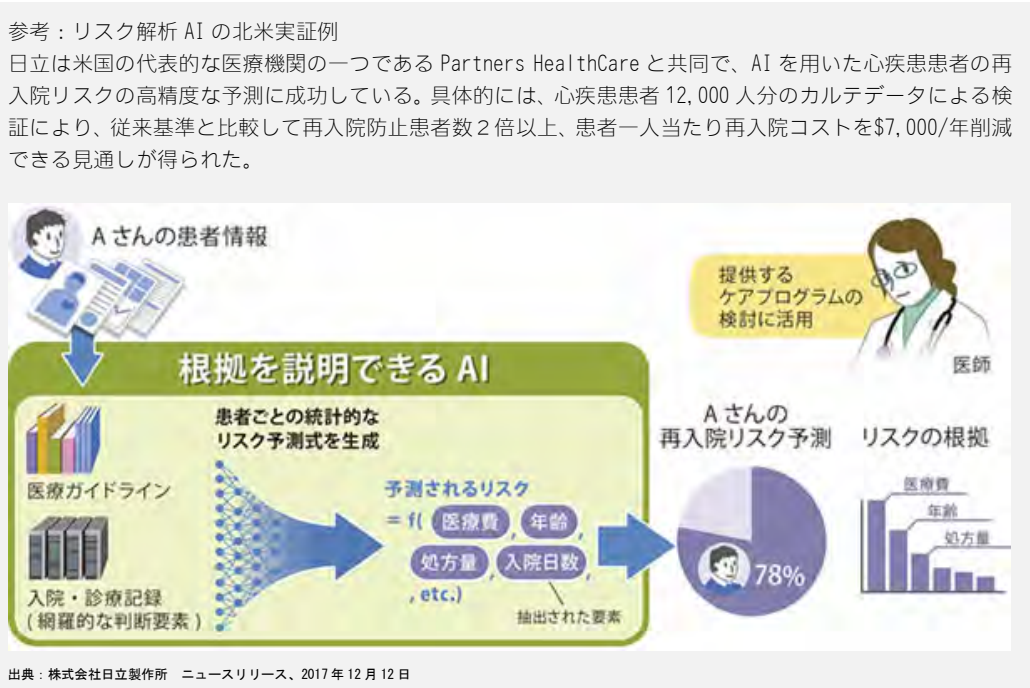 参考：リスク解析 AI の北米実証例
日立は米国の代表的な医療機関の一つである Partners HealthCare と共同で、AI を用いた心疾患患者の再
入院リスクの高精度な予測に成功している。具体的には、心疾患患者 12,000 人分のカルテデータによる検
証により、従来基準と比較して再入院防止患者数２倍以上、患者一人当たり再入院コストを$7,000/年削減
できる見通しが得られた。
A さんの患者情報
提供する
ケアプログラムの
検討に活用
医師
根拠を説明できる AI
医療ガイドライン
入院・診療記録
(網羅的な判断要素)
患者ごとの統計的な
リスク予測式を生成
予測されるリスク
= f( 医療費 , 年齢 ,
処方量 , 入院日数 ,
, etc.)
抽出された要素
A さんの
再入院リスク予測
78%
リスクの根拠
医療費
年齢
処方量
出典：株式会社日立製作所　ニュースリリース、2017 年 12 月 12 日